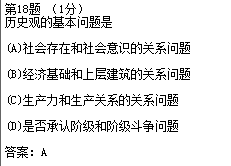 第18题 （1分）
历史观的基本问题是
(A)社会存在和社会意识的关系问题
(B)经济基础和上层建筑的关系问题
(C)生产力和生产关系的关系问题
(D)是否承认阶级和阶级斗争问题
答案：A